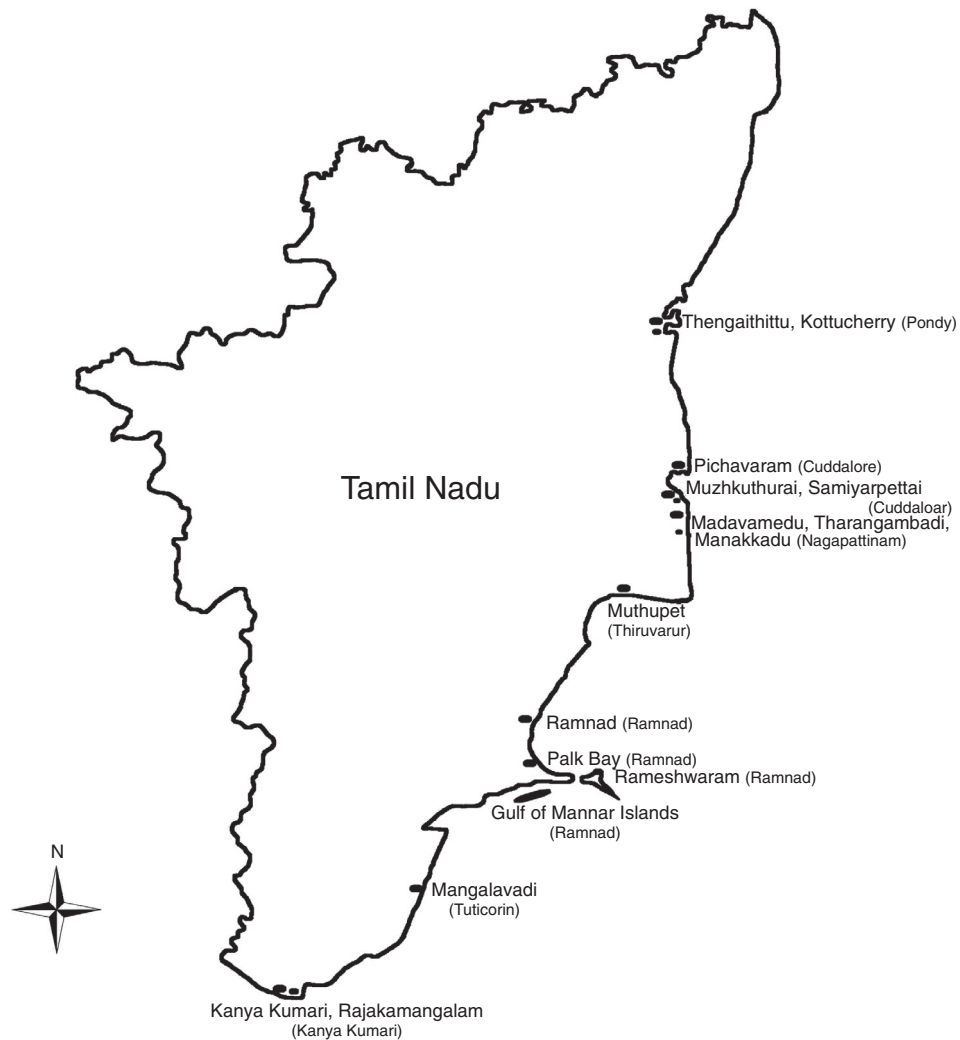 Thengaithittu, Kottucherry (Pondy)
Pichavaram (Cuddalore)
Muzhkuthurai, Samiyarpettai
(Cuddaloar)
Madavamedu, Tharangambadi,
Manakkadu (Nagapattinam)
Tamil Nadu
Muthupet
(Thiruvarur)
Ramnad (Ramnad)
Palk Bay (Ramnad)
Rameshwaram (Ramnad)
Gulf of Mannar Islands
(Ramnad)
N
Mangalavadi
(Tuticorin)
Kanya Kumari, Rajakamangalam
(Kanya Kumari)